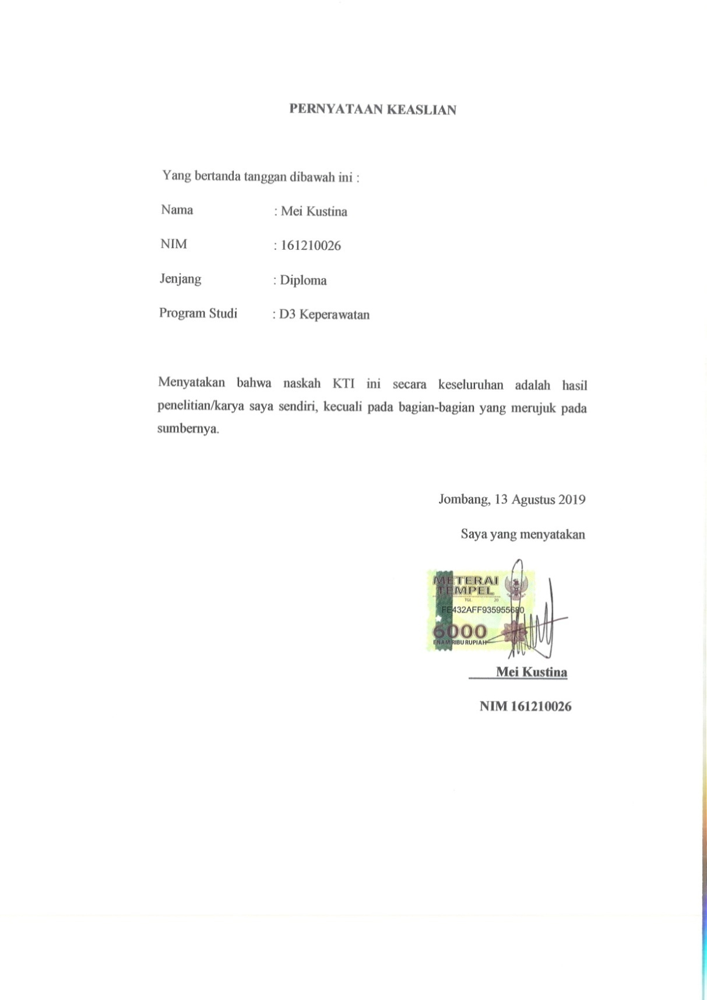 PERNYATAAN KEASLIAN
Yang bertanda tanggan dibawah ini :
Nama : Mei Kustina
NIM : 161210026
Jenjang : Diploma
Program Studi : D3 Keperawatan
Menyatakan bahwa naskah KTI ini secara keseluruhan adalah hasil
penelitian/karya saya sendiri, kecuali pada bagian-bagian yang merujuk pada
sumbernya.
Jombang, 13 Agustus 2019
Saya yang menyatakan
METERAI
TEMPEL
TGL. 20
FE432AFF935955680
6000
ENAM RIBU RUPIAH
Mei Kustina
NIM 161210026